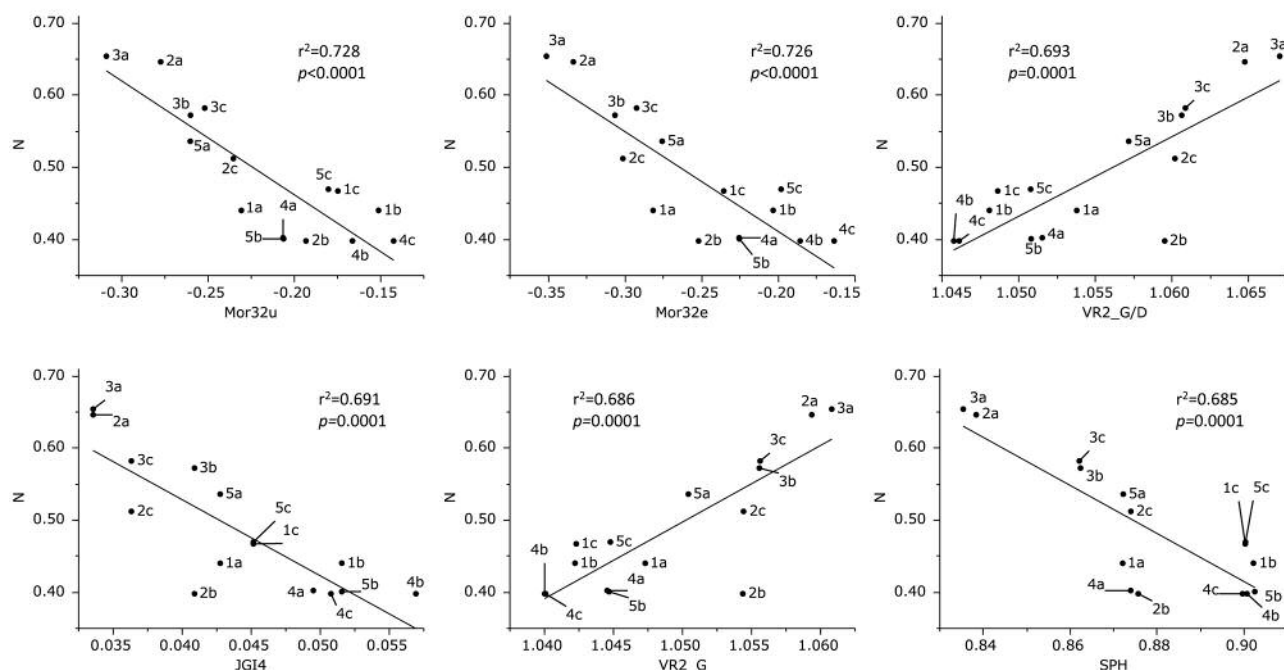 0.70
0.60
0.50
0.40
N
3a
2a
3b
3c
5a
2c
5c
1c
1a
4a
1b
5b
2b
4b
4c
r²=0.728
p<0.0001
-0.30
-0.25
-0.20
-0.15
Mor32u
0.70
0.60
0.50
0.40
N
3a
2a
3b
3c
5a
2c
1c
5c
1a
1b
2b
4a
4b
4c
5b
r²=0.726
p<0.0001
-0.35
-0.30
-0.25
-0.20
-0.15
Mor32e
0.70
0.60
0.50
0.40
N
r²=0.693
p=0.0001
2a
3a
3c
3b
5a
2c
1c
5c
4b
1b
1a
4c
4a
5b
2b
1.045
1.050
1.055
1.060
1.065
VR2_G/D
0.70
0.60
0.50
0.40
N
3a
2a
3c
3b
5a
2c
5c
1c
1a
1b
2b
4a
5b
4b
4c
r²=0.691
p=0.0001
0.035
0.040
0.045
0.050
0.055
JGI4
0.70
0.60
0.50
0.40
N
r²=0.686
p=0.0001
2a
3a
3c
3b
5a
2c
1c
5c
4b
1b
1a
4a
2b
4c
5b
1.040
1.045
1.050
1.055
1.060
VR2_G
0.70
0.60
0.50
0.40
N
3a
2a
r²=0.685
p=0.0001
3c
3b
5a
1c
5c
2c
1a
1b
4a
2b
4c
5b
4b
0.84
0.86
0.88
0.90
SPH